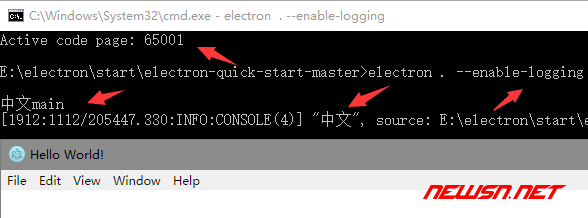 C:\Windows\System32\cmd.exe - electron . --enable-logging
Active code page: 65001
E:\electron\start\electron-quick-start-master>electron . --enable-logging
中文main
[1912:1112/205447.330:INFO:CONSOLE(4)] "中文", source: E:\electron\start\e
Hello World!
File Edit View Window Help
NEWSN.NET